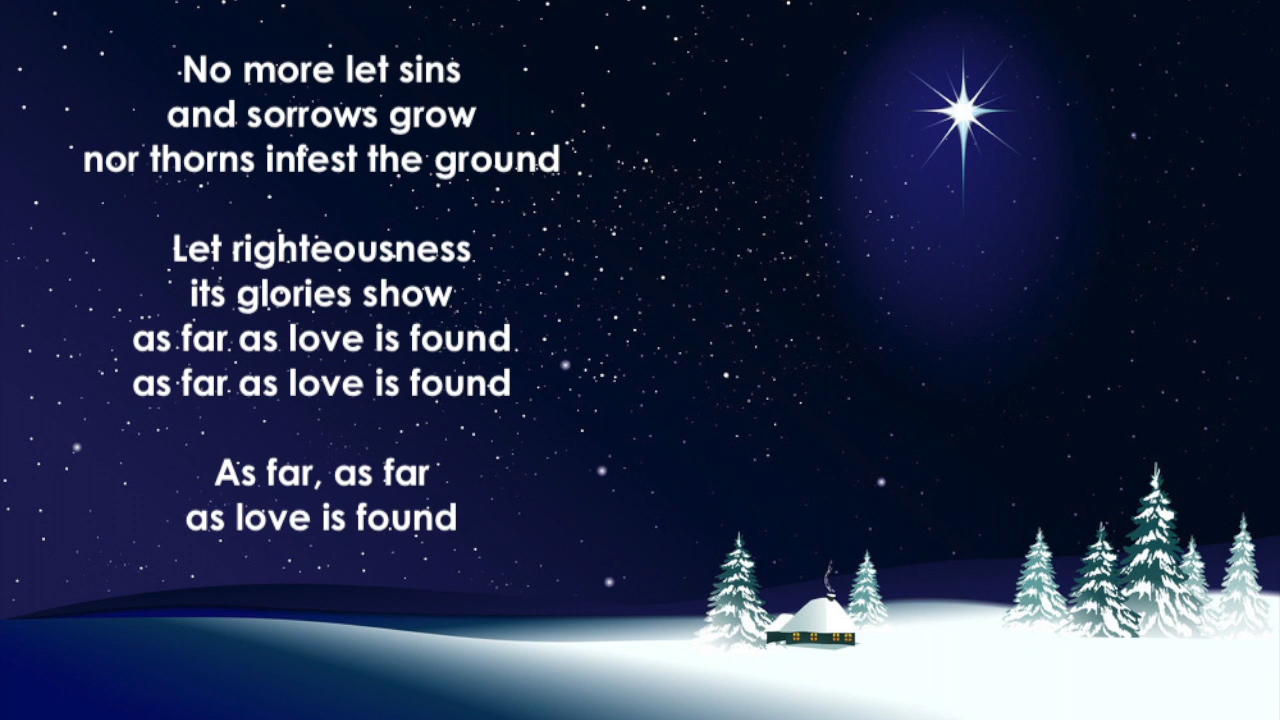 No more let sins
and sorrows grow
nor thorns infest the ground
Let righteousness
its glories show
as far as love is found
as far as love is found
As far, as far
as love is found